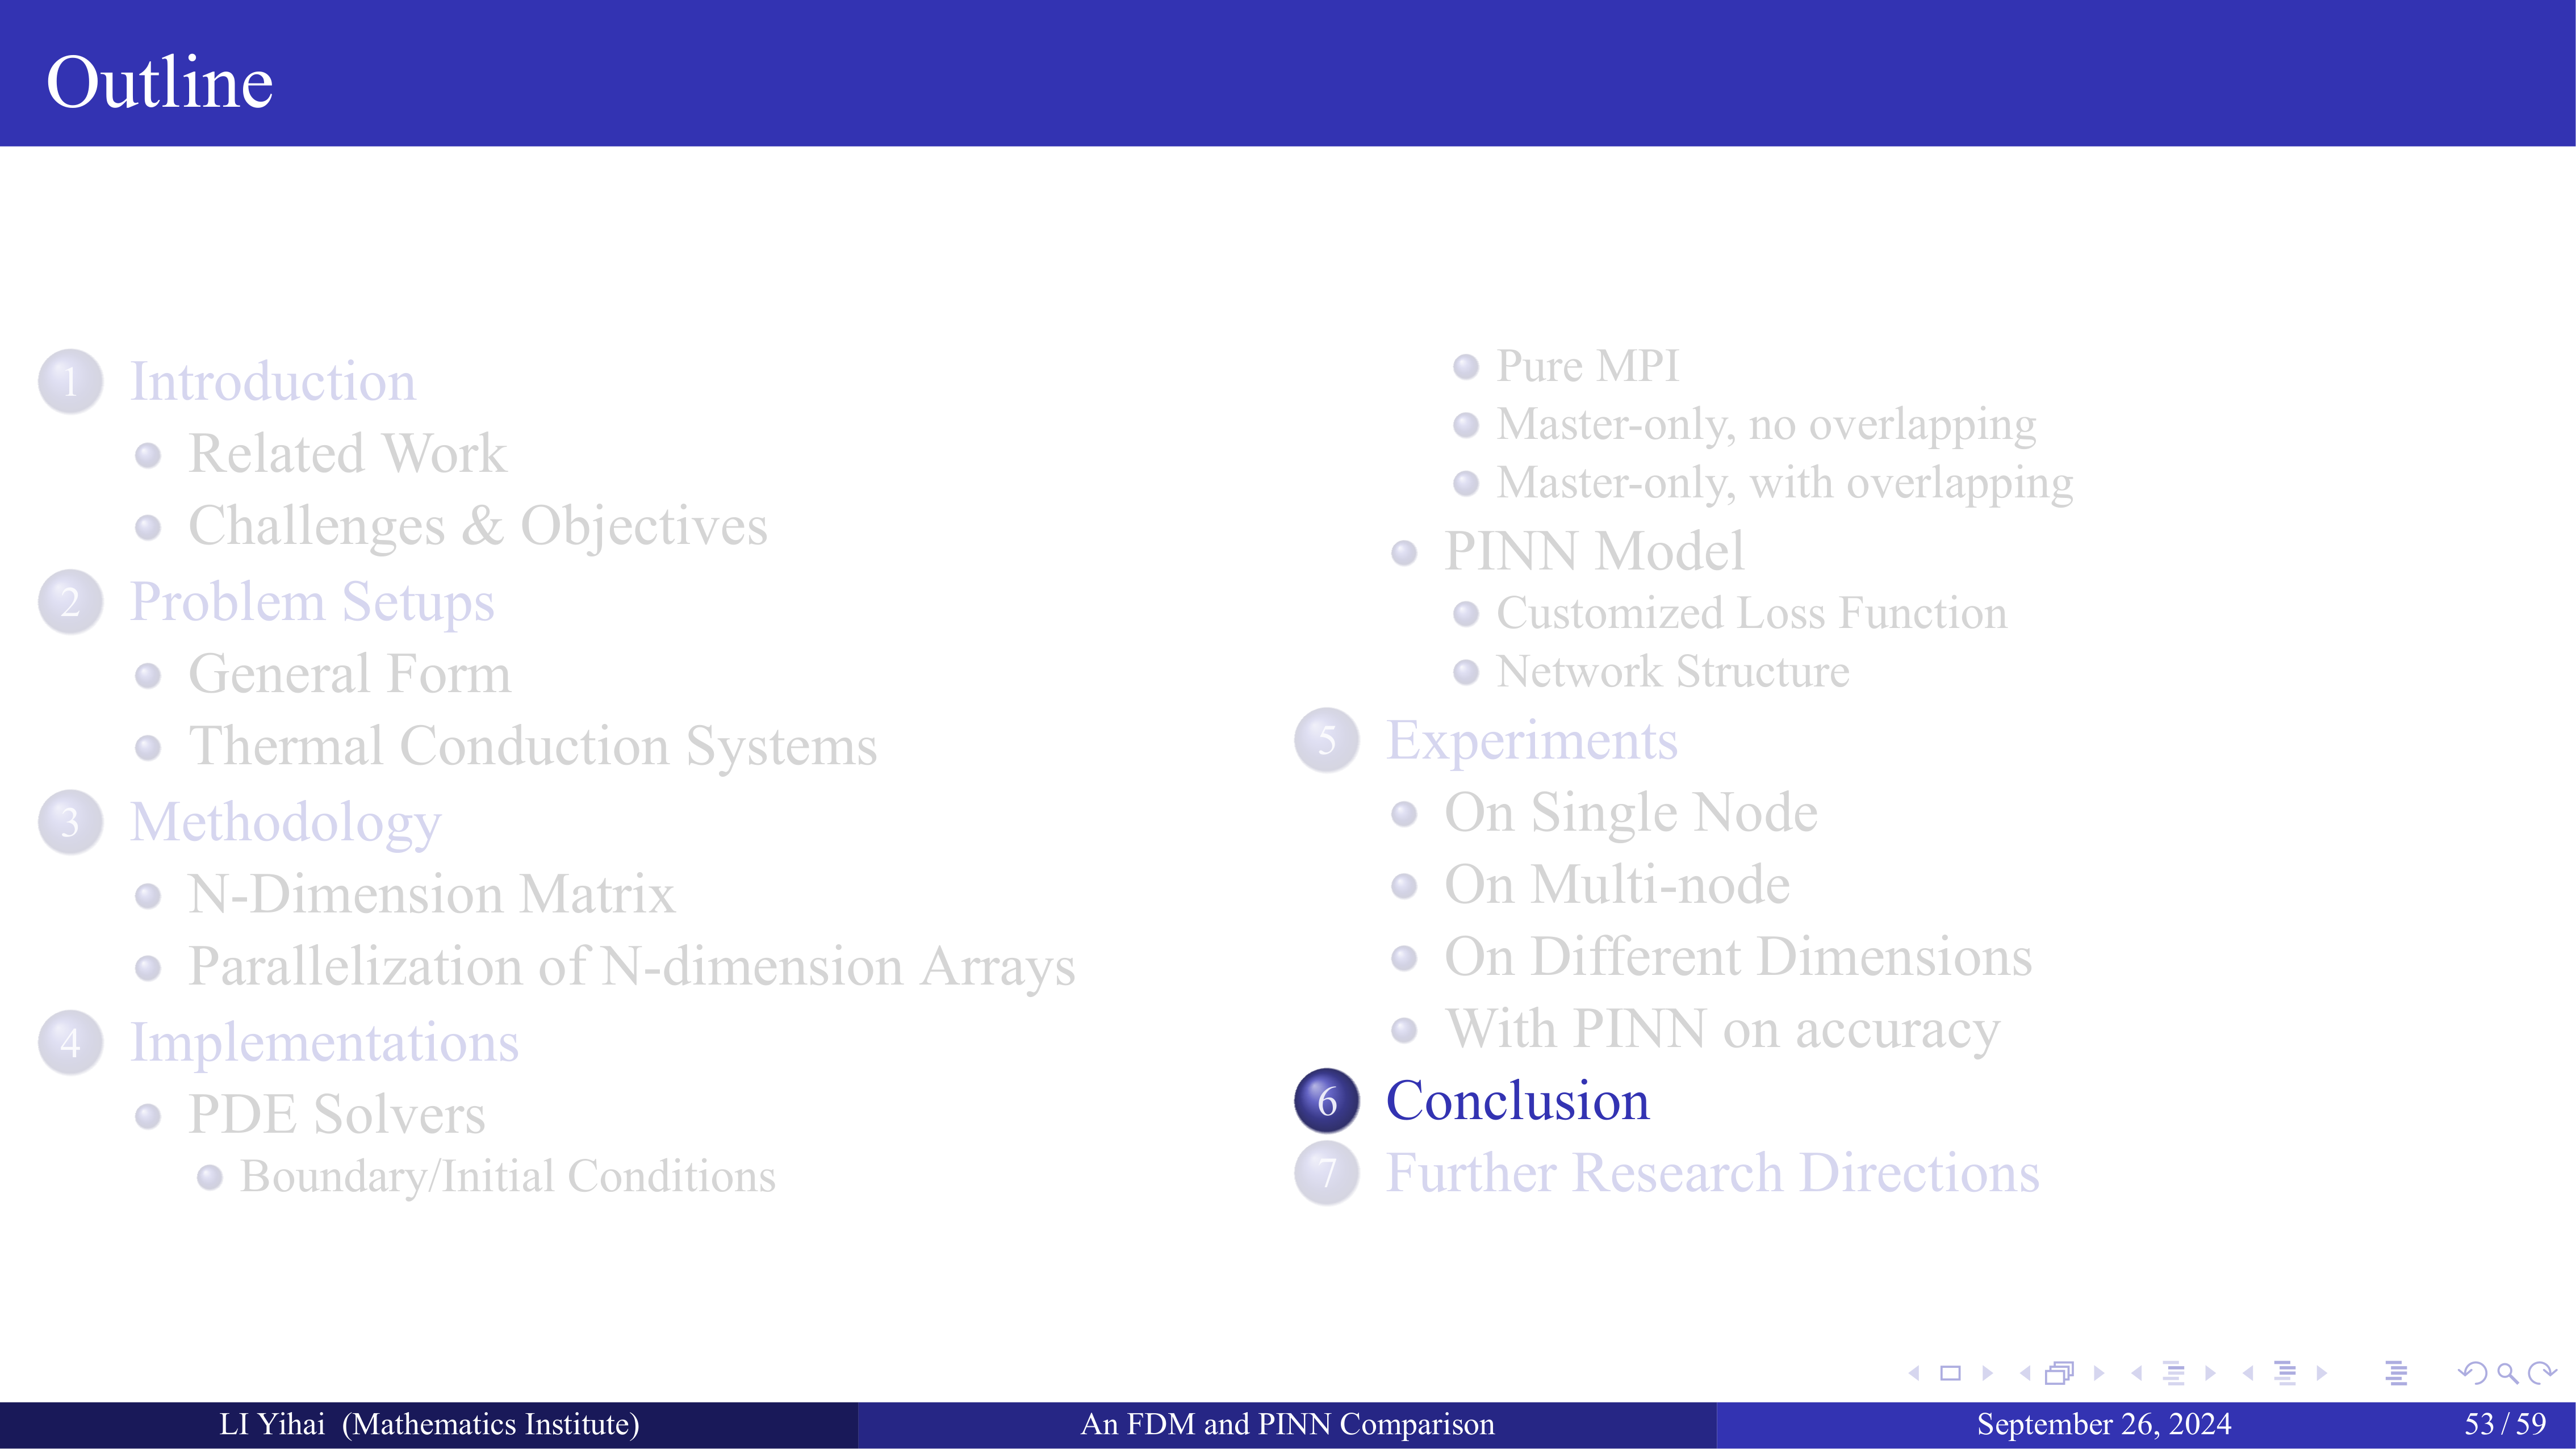 Outline
1 Introduction
Related Work
Challenges & Objectives
2 Problem Setups
General Form
Thermal Conduction Systems
3 Methodology
N-Dimension Matrix
Parallelization of N-dimension Arrays
4 Implementations
PDE Solvers
Boundary/Initial Conditions
Pure MPI
Master-only, no overlapping
Master-only, with overlapping
PINN Model
Customized Loss Function
Network Structure
5 Experiments
On Single Node
On Multi-node
On Different Dimensions
With PINN on accuracy
6 Conclusion
7 Further Research Directions
LI Yihai (Mathematics Institute)
An FDM and PINN Comparison
September 26, 2024
53 / 59